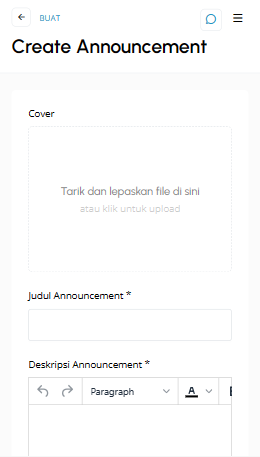 BUAT
Create Announcement
Cover
Tarik dan lepaskan file di sini
atau klik untuk upload
Judul Announcement *
Deskripsi Announcement *
Paragraph
A